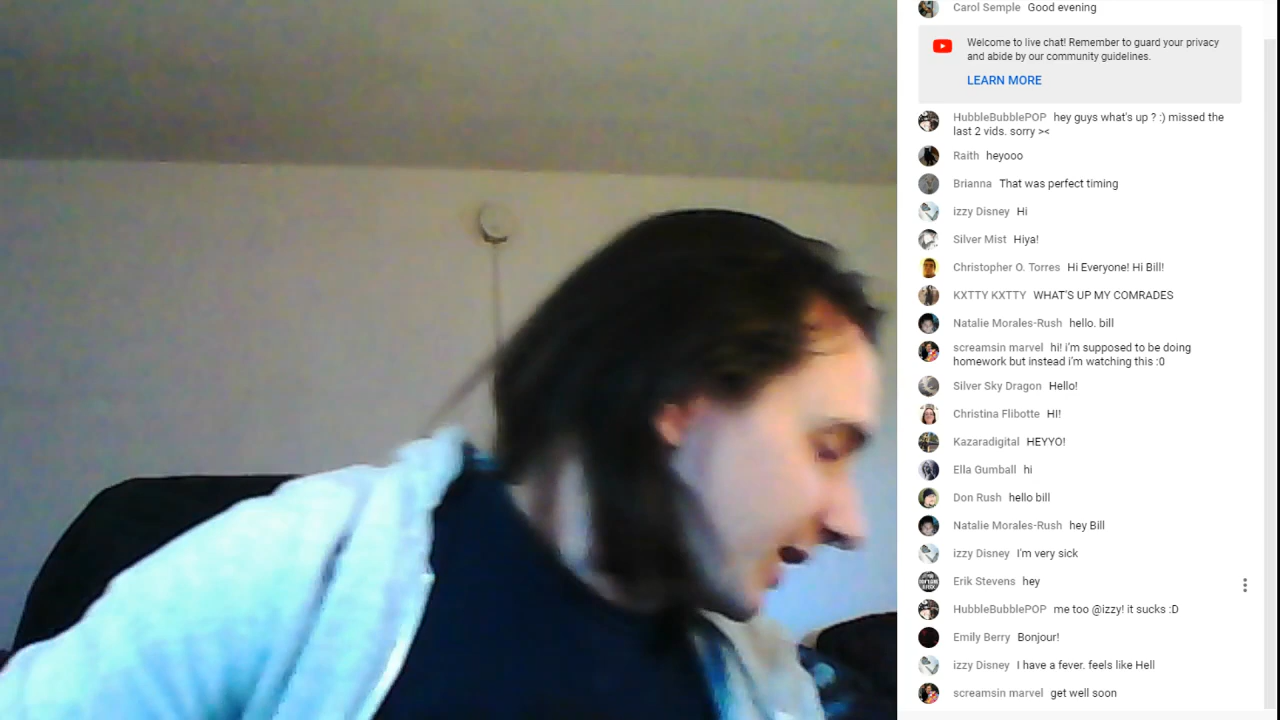 Carol Semple Good evening
Welcome to live chat! Remember to guard your privacy
and abide by our community guidelines.
LEARN MORE
HubbleBubblePOP hey guys what's up ? :) missed the
last 2 vids. sorry ><
Raith heyooo
Brianna That was perfect timing
izzy Disney Hi
Silver Mist Hiya!
Christopher O. Torres Hi Everyone! Hi Bill!
KXTTY KXTTY WHAT'S UP MY COMRADES
Natalie Morales-Rush hello. bill
screamsin marvel hi! i'm supposed to be doing
homework but instead i'm watching this :0
Silver Sky Dragon Hello!
Christina Flibotte HI!
Kazaradigital HEYYO!
Ella Gumball hi
Don Rush hello bill
Natalie Morales-Rush hey Bill
izzy Disney I'm very sick
Erik Stevens hey
HubbleBubblePOP me too @izzy! it sucks :D
Emily Berry Bonjour!
izzy Disney I have a fever. feels like Hell
screamsin marvel get well soon